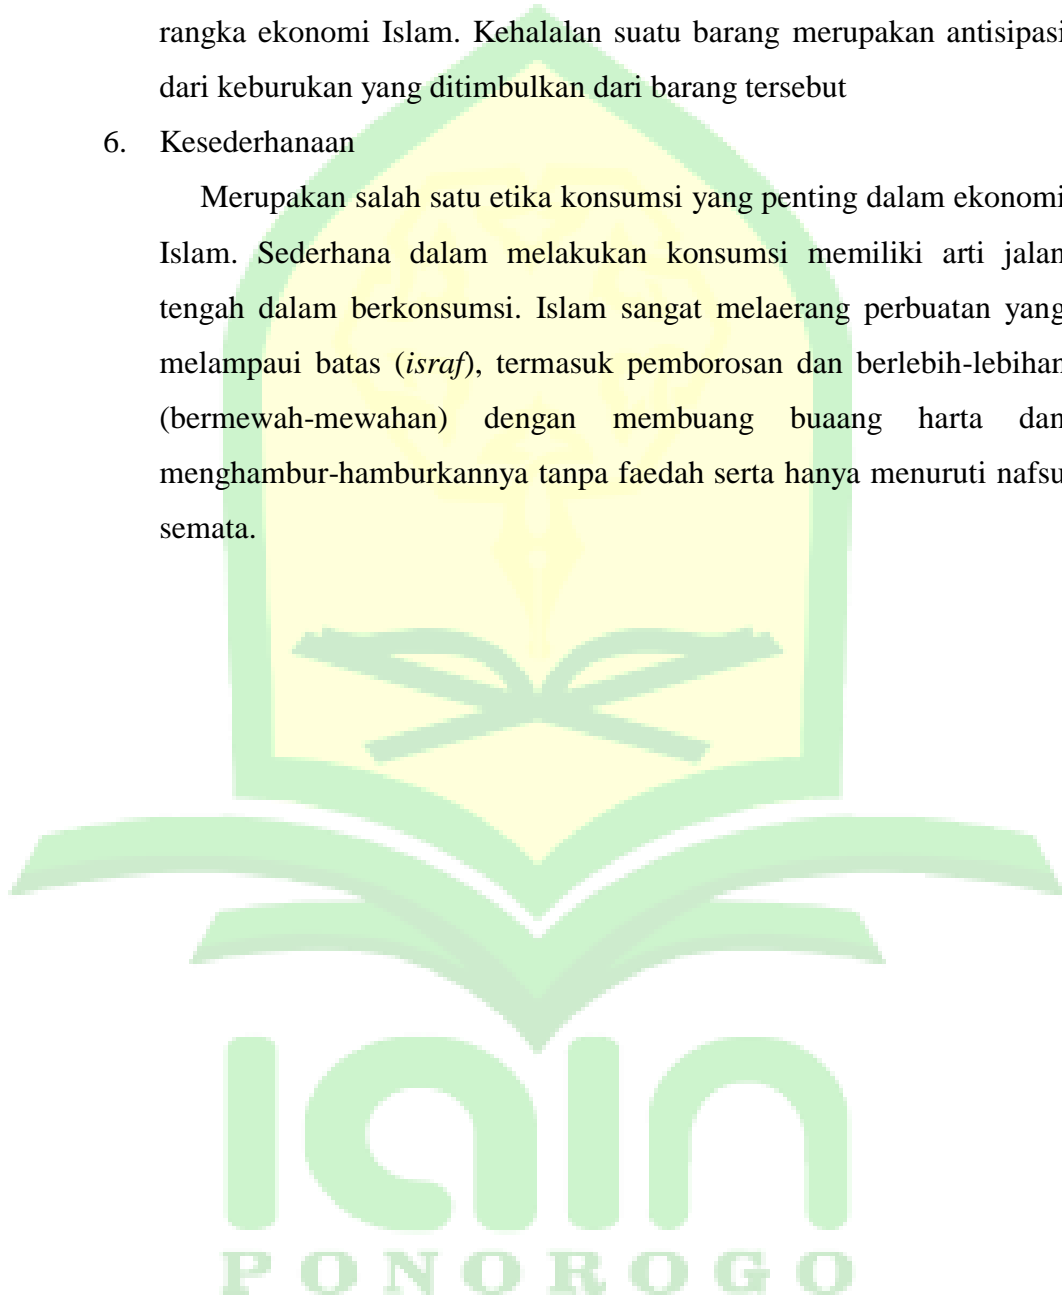 rangka ekonomi Islam. Kehalalan suatu barang merupakan antisipasi
dari keburukan yang ditimbulkan dari barang tersebut
6. Kesederhanaan
Merupakan salah satu etika konsumsi yang penting dalam ekonomi
Islam. Sederhana dalam melakukan konsumsi memiliki arti jalan
tengah dalam berkonsumsi. Islam sangat melaerang perbuatan yang
melampaui batas (israf), termasuk pemborosan dan berlebih-lebihan
(bermewah-mewahan) dengan membuang buaang harta dan
menghambur-hamburkannya tanpa faedah serta hanya menuruti nafsu
semata.
IAIN
PONOROGO